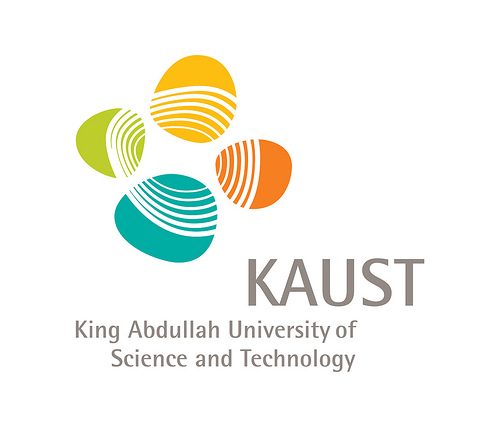 KAUST
King Abdullah University of
Science and Technology